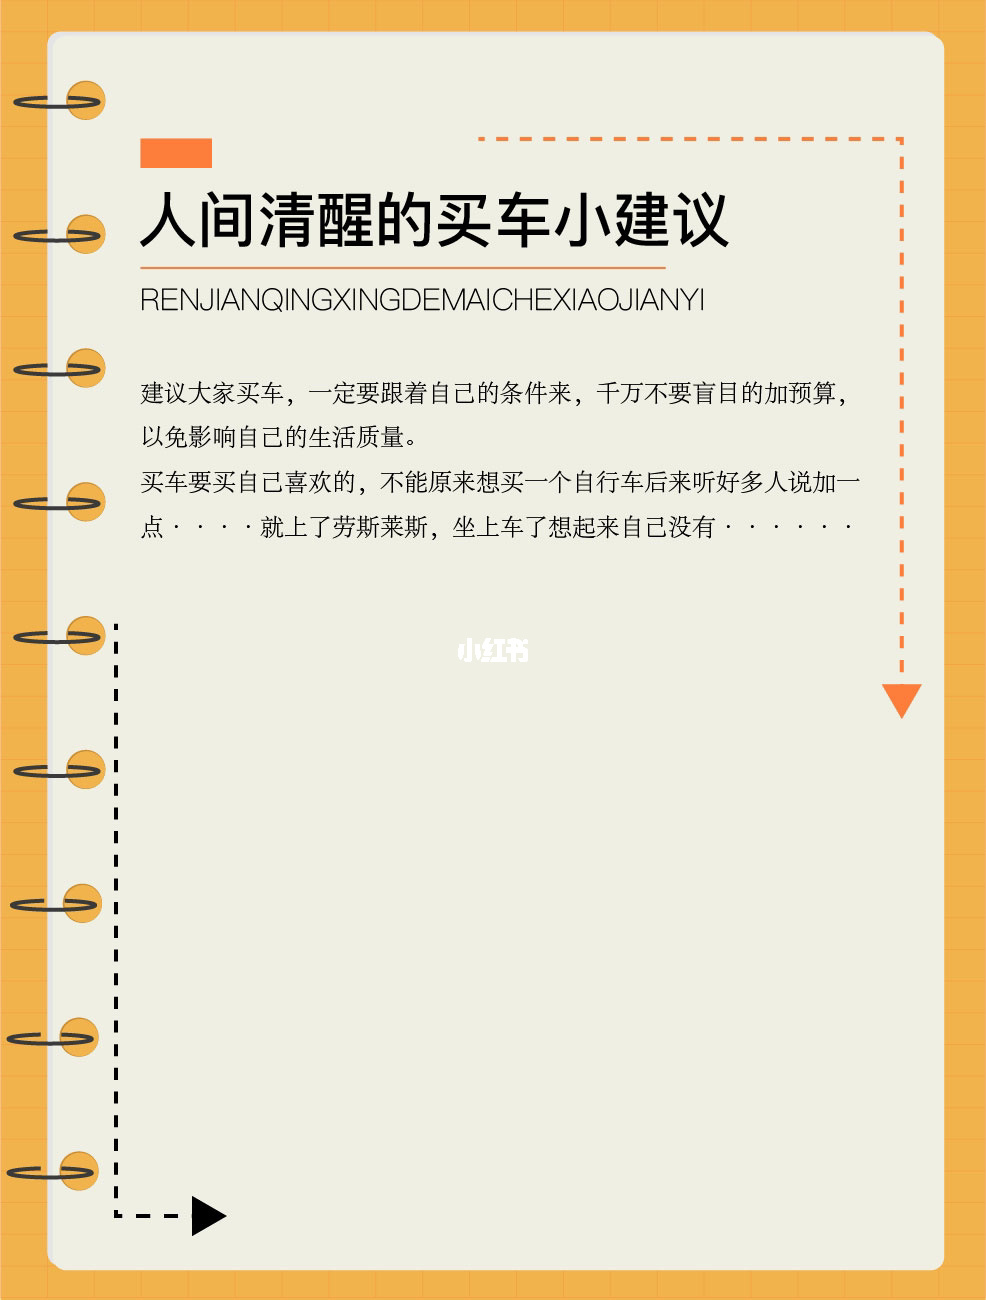 人间清醒的买车小建议
RENJIANQINGXINGDEMAICHEXIAOJIANYI
建议大家买车，一定要跟着自己的条件来，千万不要盲目的加预算，
以免影响自己的生活质量。
买车要买自己喜欢的，不能原来想买一个自行车后来听好多人说加一
点····就上了劳斯莱斯，坐上车了想起来自己没有······
小红书